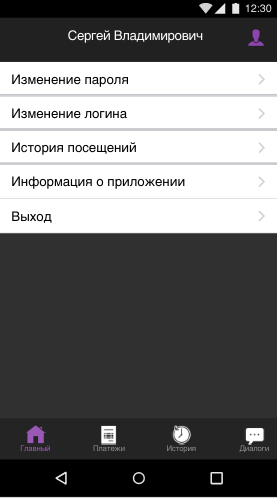 12:30
Сергей Владимирович
Изменение пароля
Изменение логина
История посещений
Информация о приложении
Выход
Главный
Платежи
История
Диалоги